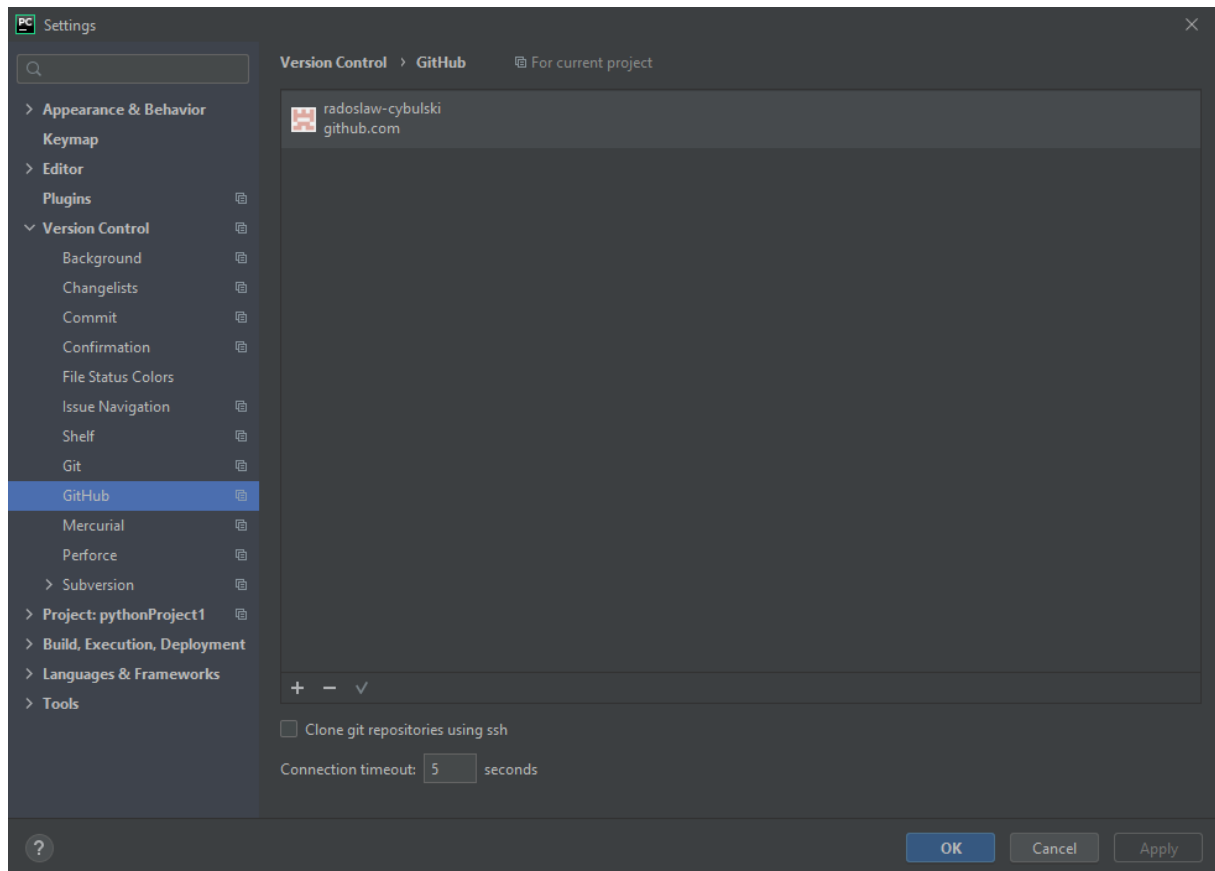 PC Settings
Version Control › GitHub For current project
radoslaw-cybulski
github.com
Appearance & Behavior
Keymap
Editor
Plugins
Version Control
Background
Changelists
Commit
Confirmation
File Status Colors
Issue Navigation
Shelf
Git
GitHub
Mercurial
Perforce
Subversion
Project: pythonProject1
Build, Execution, Deployment
Languages & Frameworks
Tools
Clone git repositories using ssh
Connection timeout: 5 seconds
? OK Cancel Apply